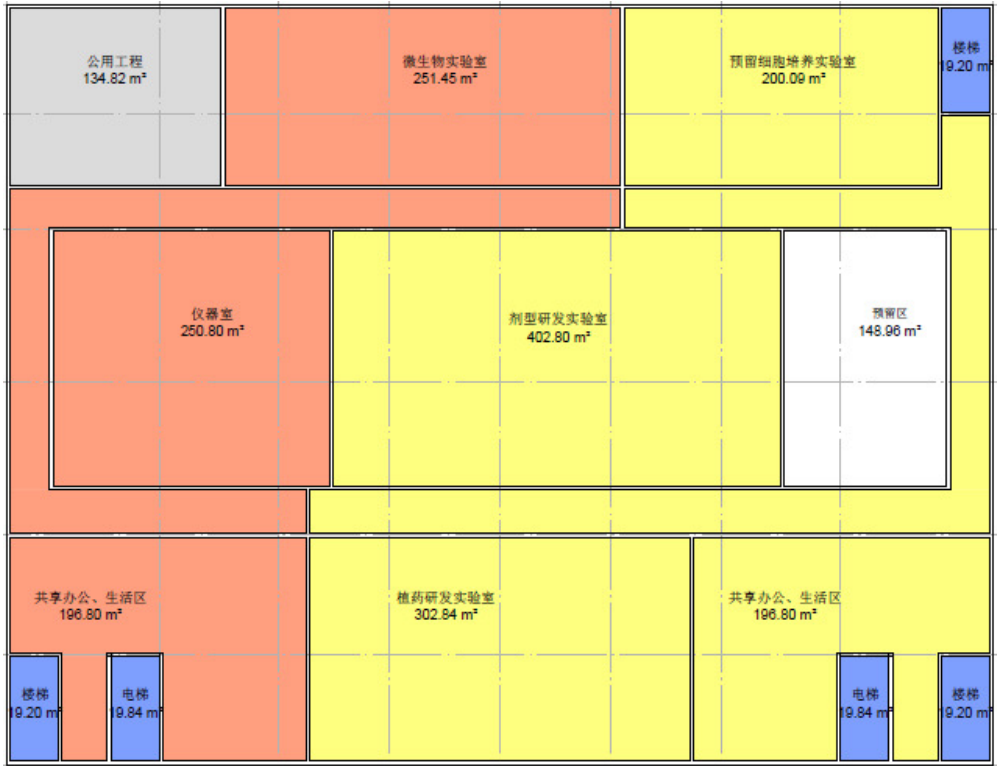 公用工程
134.82 m²
微生物实验室
251.45 m²
预留细胞培养实验室
200.09 m²
楼梯
19.20 m²
仪器室
250.80 m²
剂型研发实验室
402.80 m²
预留区
148.96 m²
共享办公、生活区
196.80 m²
植药研发实验室
302.84 m²
共享办公、生活区
196.80 m²
楼梯
19.20 m²
电梯
19.84 m²
电梯
19.84 m²
楼梯
19.20 m²